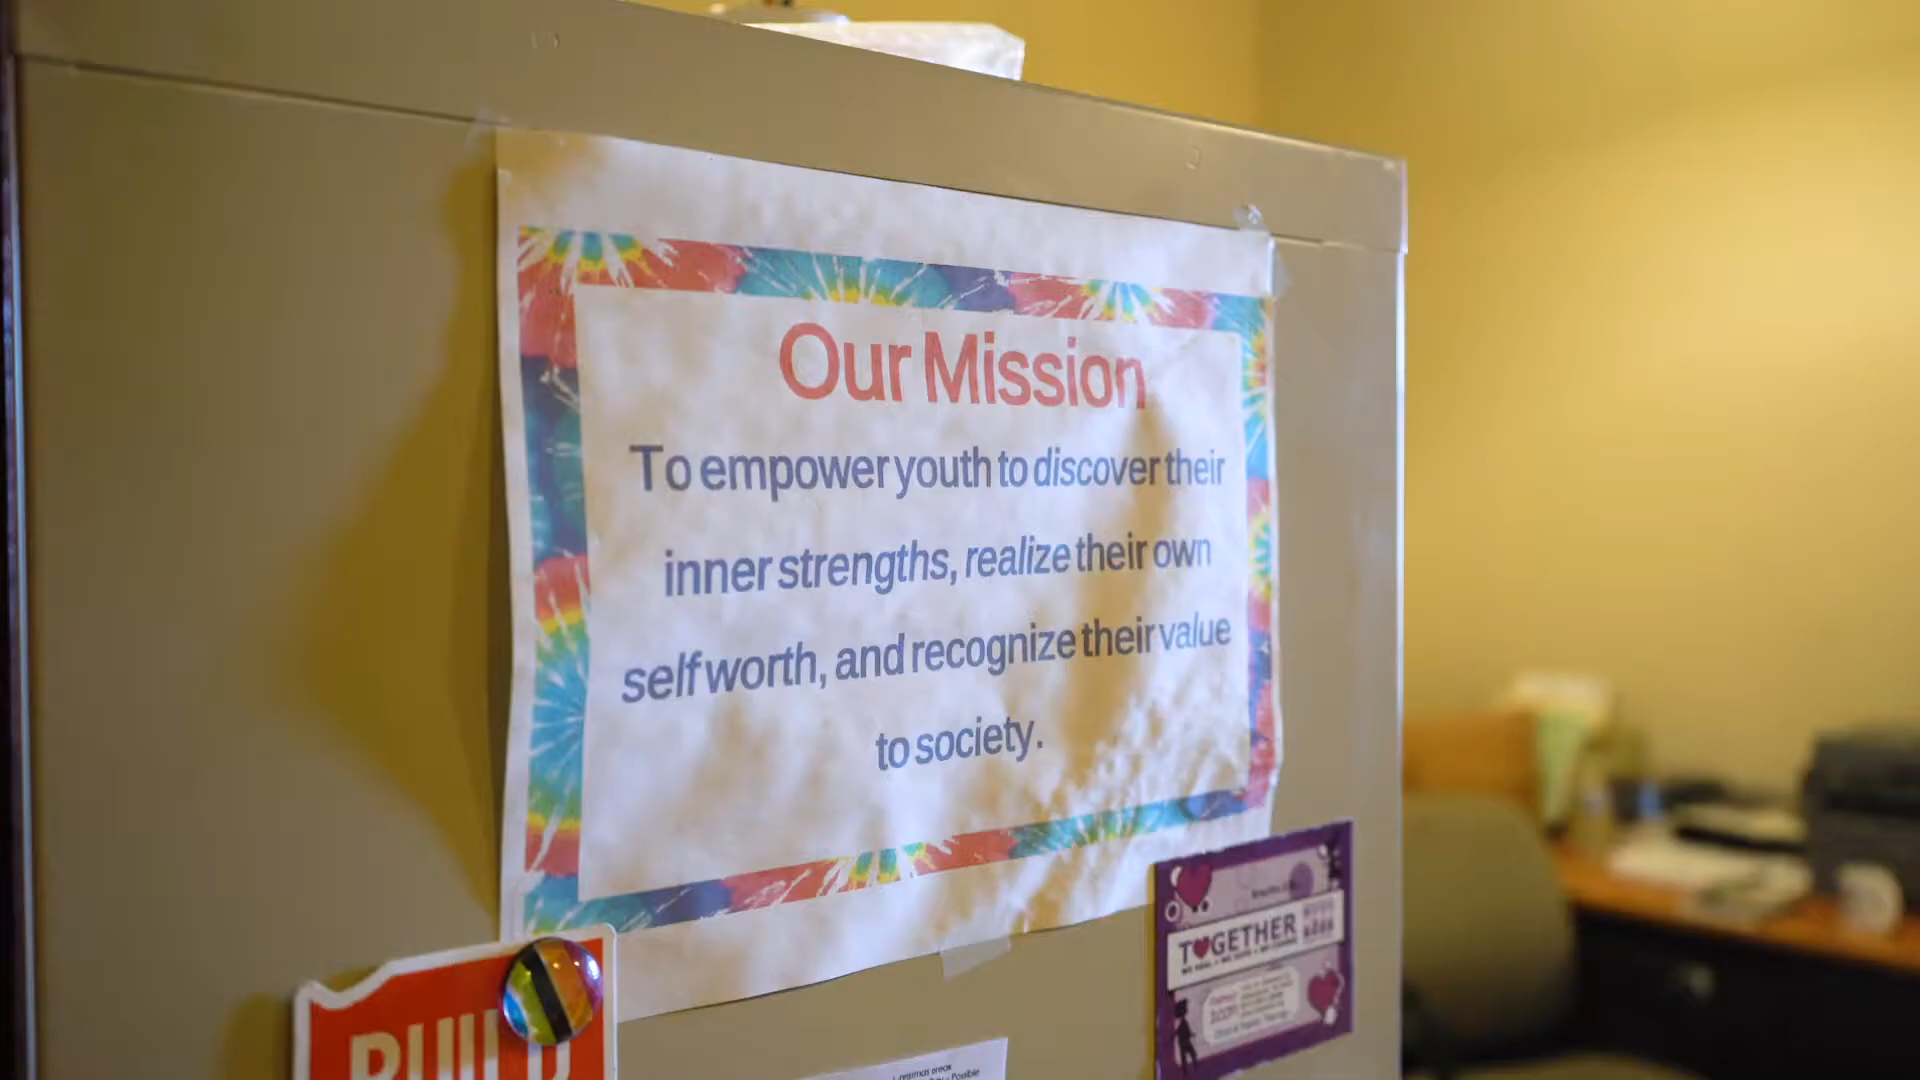 Our Mission
To empower youth to discover their
inner strengths, realize their own
self worth, and recognize their value
to society.
TOGETHER
BUILD
Possible